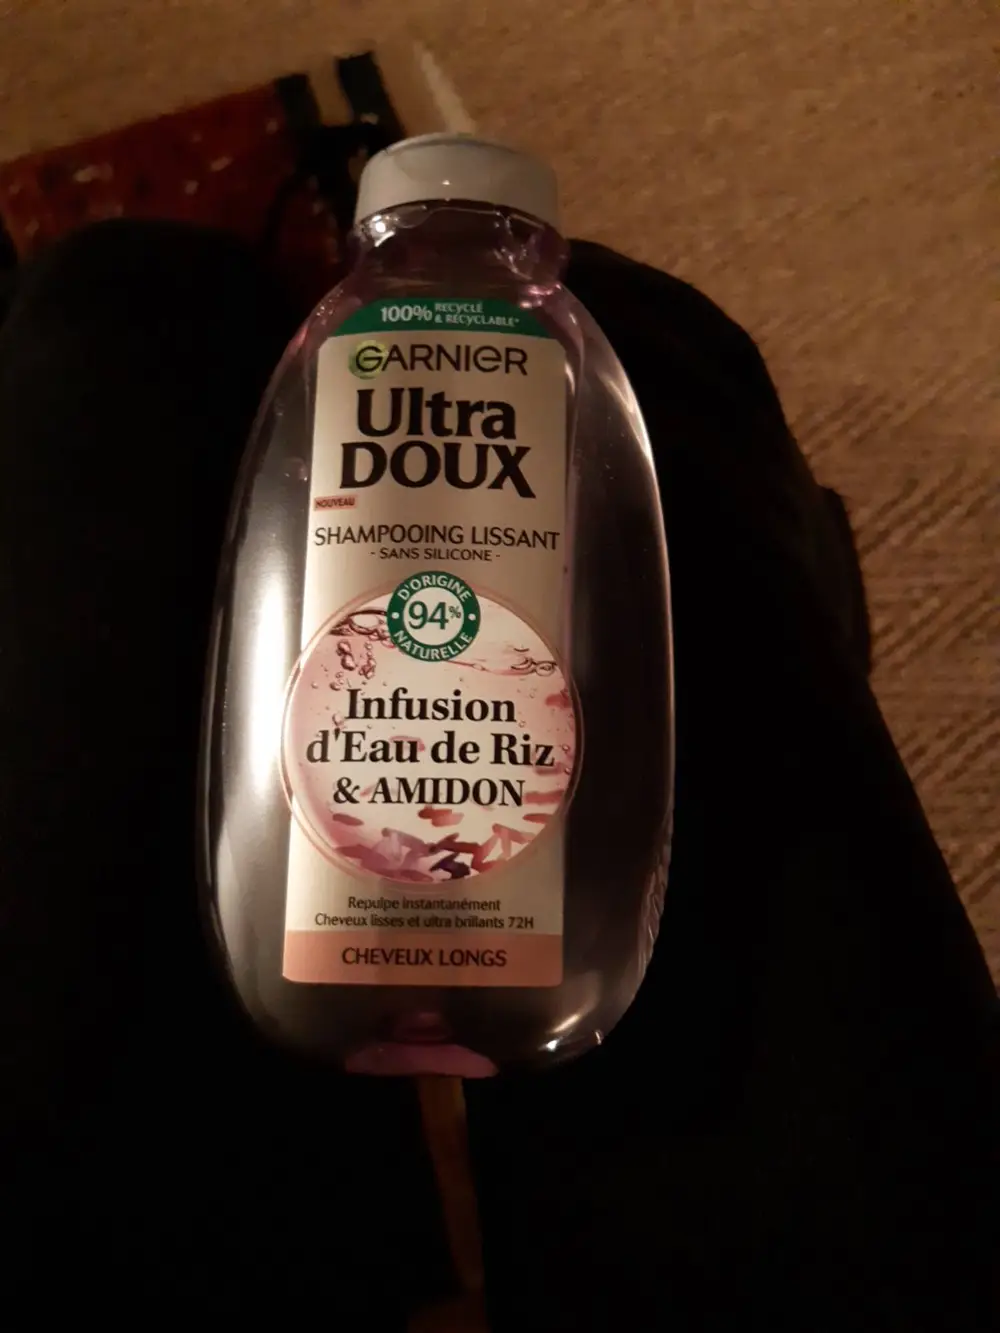 100% RECYCLÉ
& RECYCLABLE*
GARNIER
Ultra
DOUX
NOUVEAU
SHAMPOOING LISSANT
- SANS SILICONE -
D'ORIGINE
94%
NATURELLE
Infusion
d'Eau de Riz
& AMIDON
Repulpe instantanément
Cheveux lisses et ultra brillants 72H
CHEVEUX LONGS